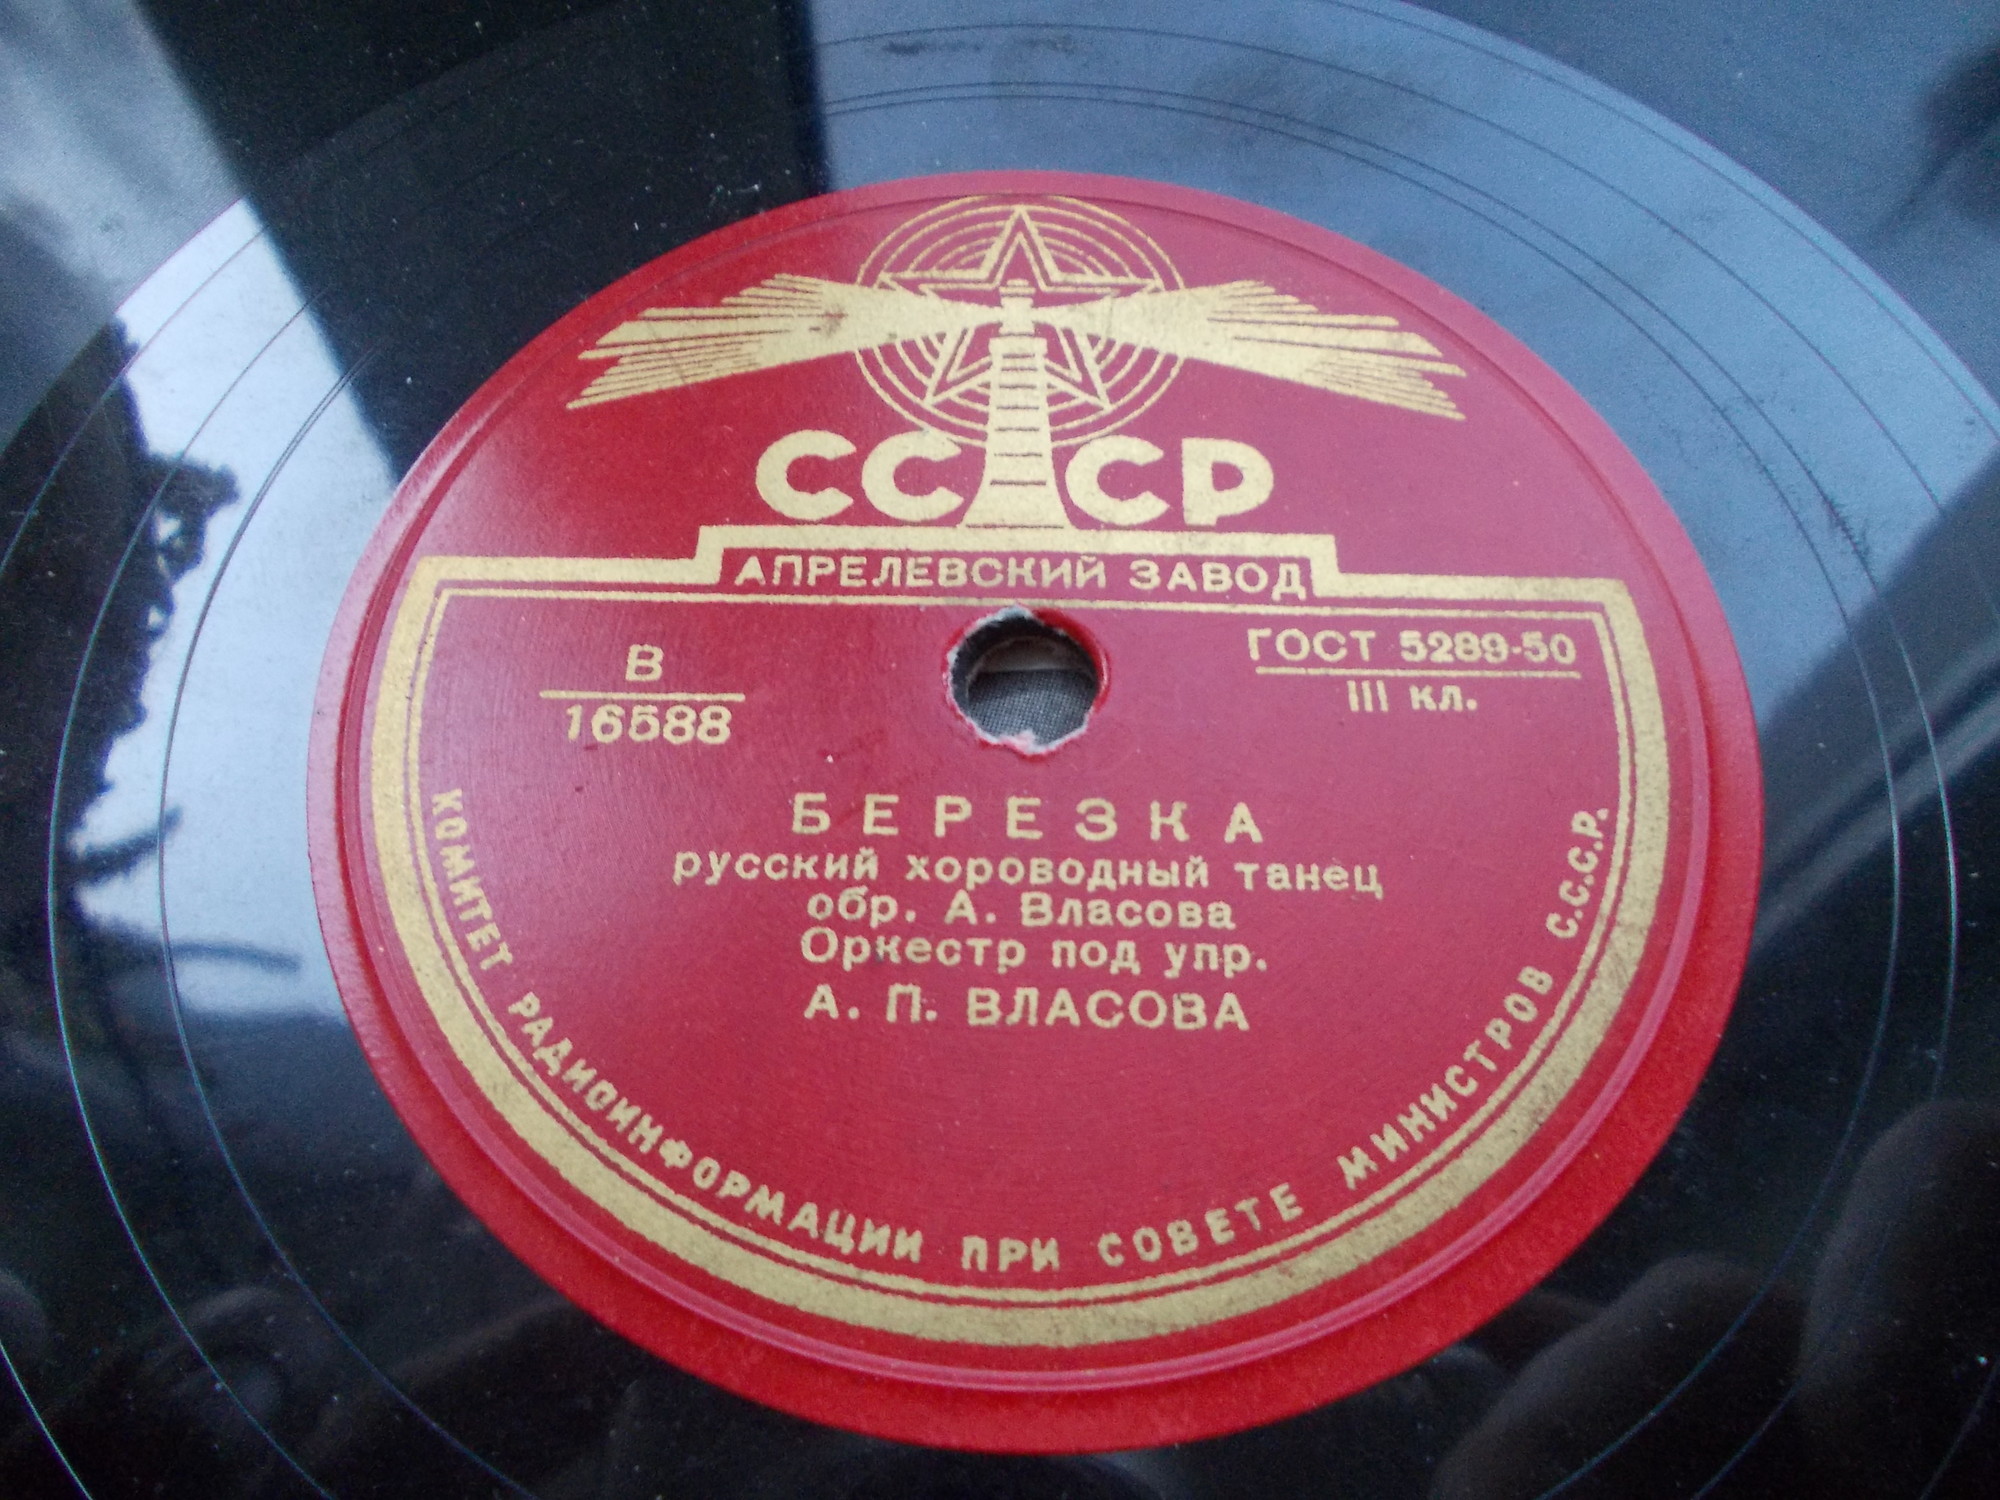 СССР
АПРЕЛЕВСКИЙ ЗАВОД
В
16588
ГОСТ 5289-50
III кл.
БЕРЕЗКА
русский хороводный танец
обр. А. Власова
Оркестр под упр.
А. П. ВЛАСОВА
КОМИТЕТ РАДИОИНФОРМАЦИИ ПРИ СОВЕТЕ МИНИСТРОВ С.С.С.Р.